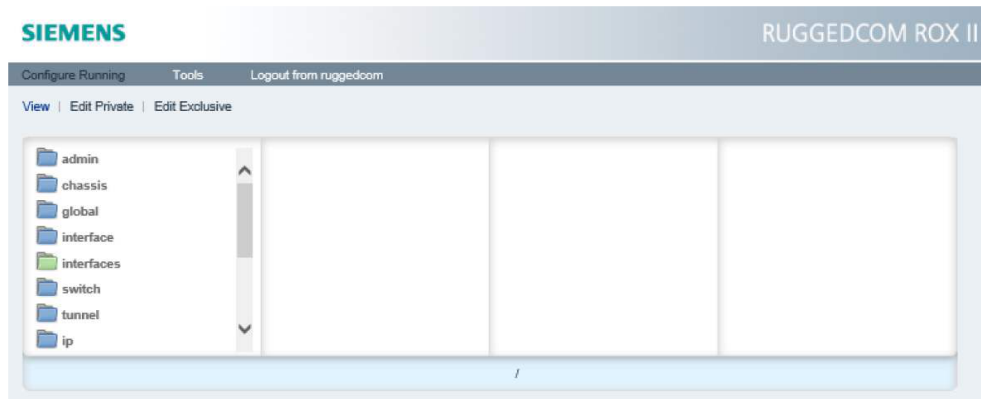 SIEMENS
RUGGEDCOM ROX II
Configure Running Tools Logout from ruggedcom
View | Edit Private | Edit Exclusive
admin
chassis
global
interface
interfaces
switch
tunnel
ip
/